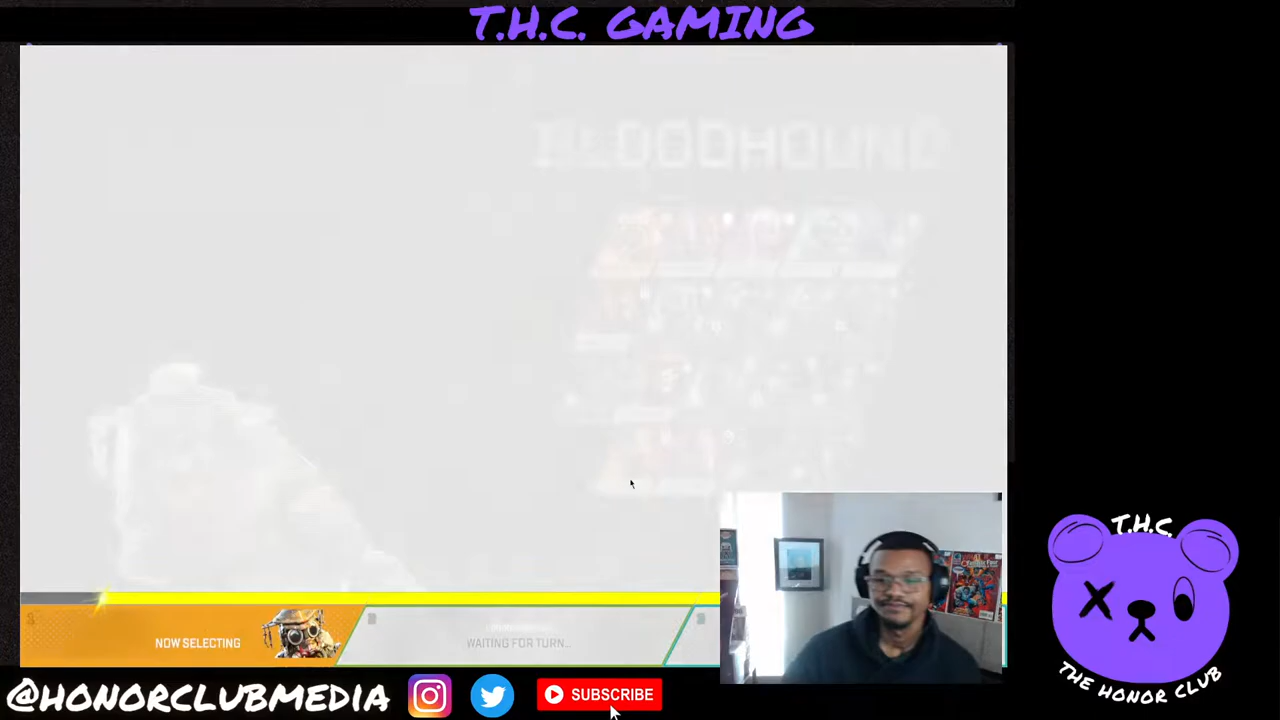 T.H.C. GAMING
BLOODHOUND
NOW SELECTING
WAITING FOR TURN...
T.H.C.
THE HONOR CLUB
@HONORCLUBMEDIA
SUBSCRIBE